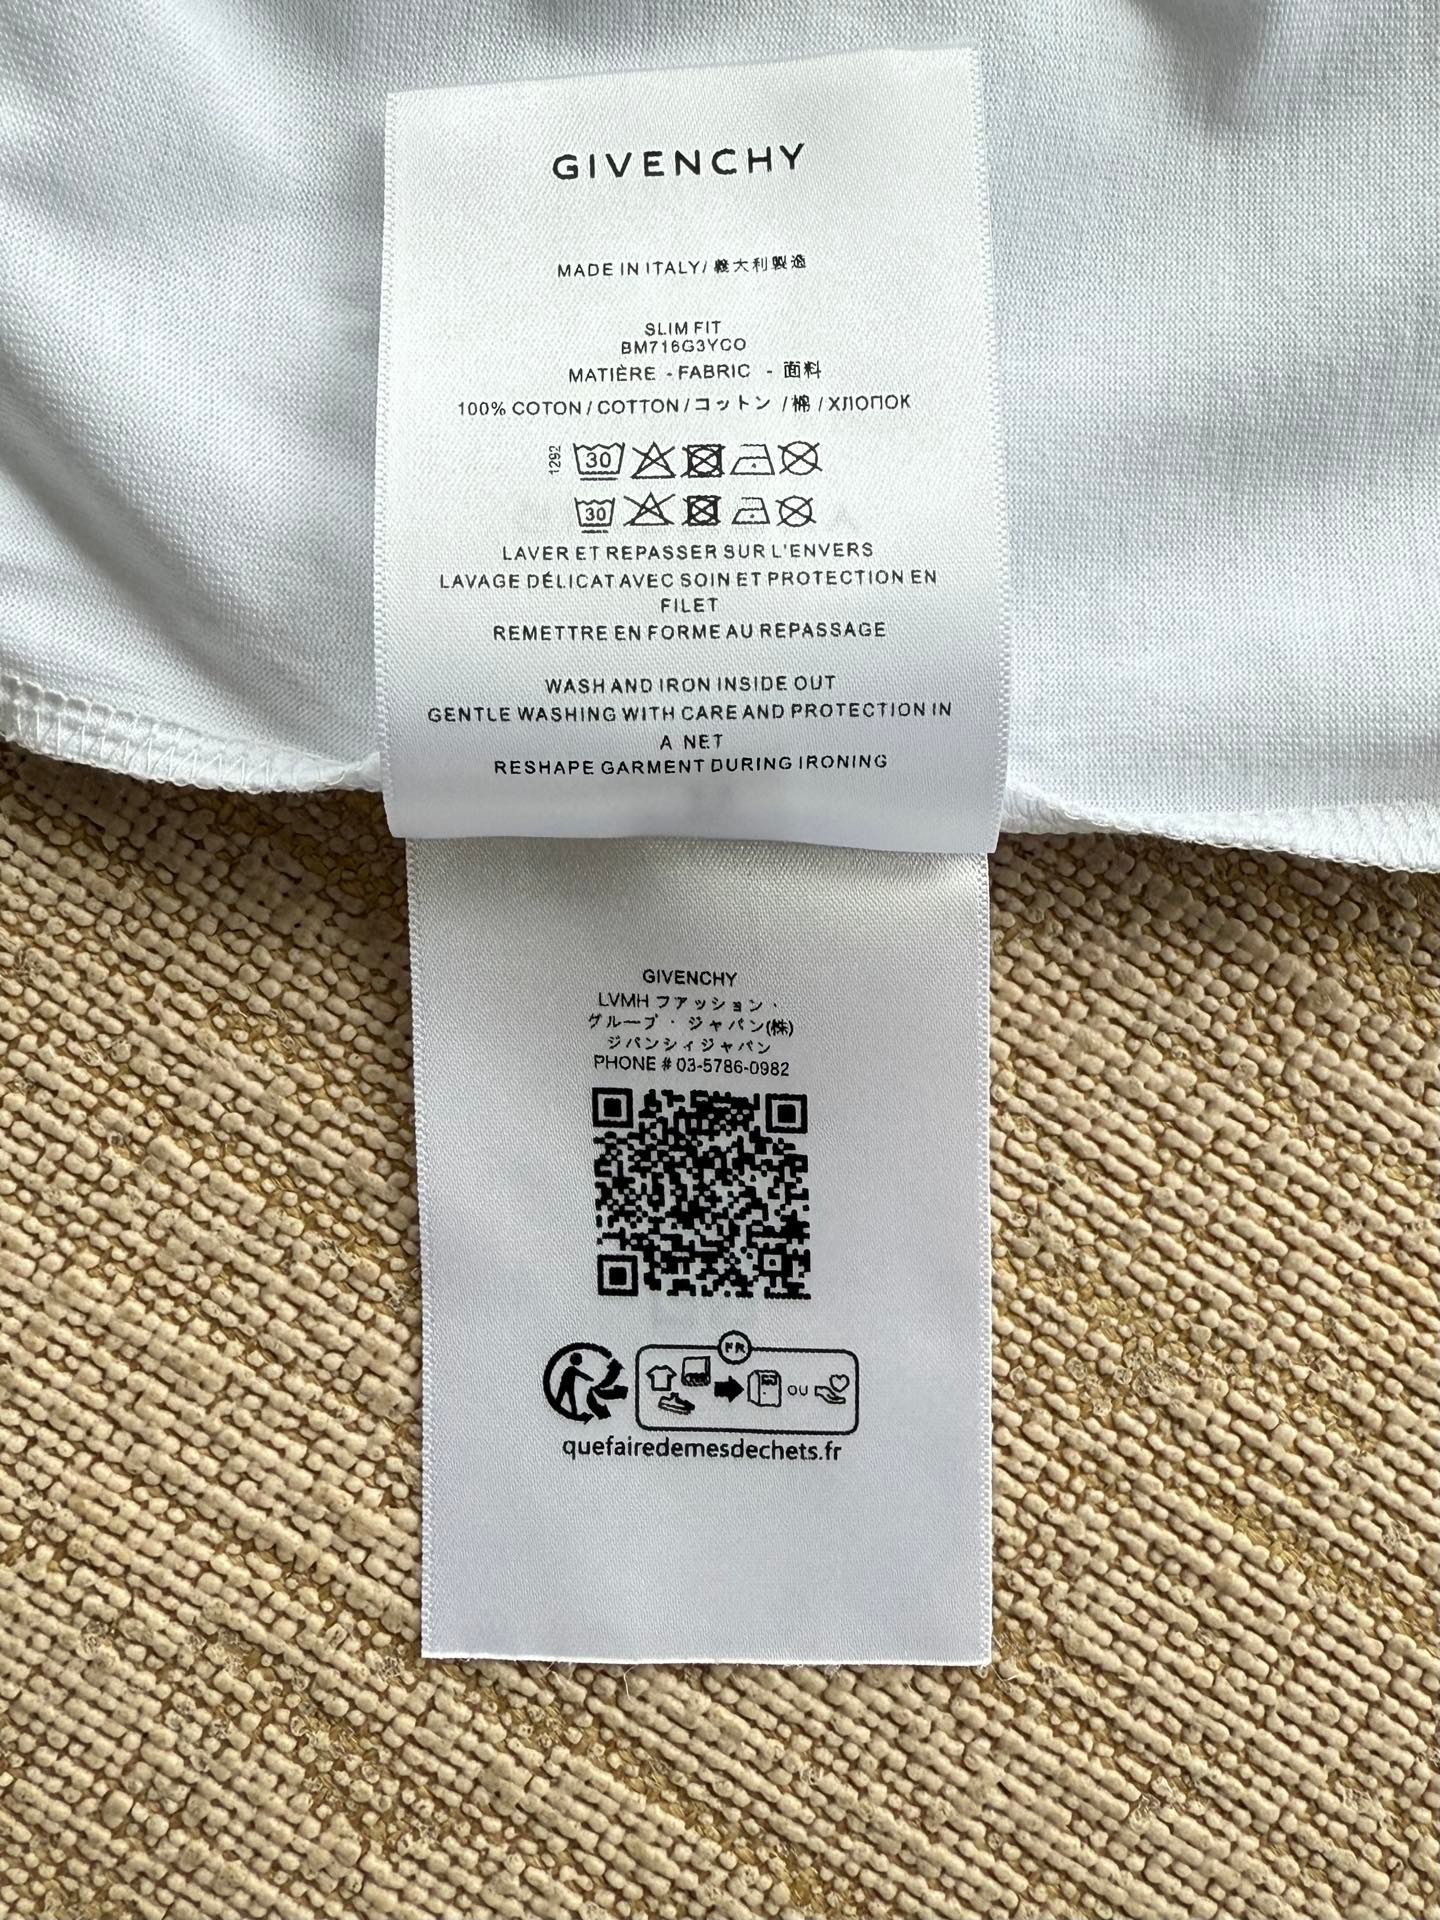 GIVENCHY
MADE IN ITALY/ 義大利製造
SLIM FIT
BM716G3YC0
MATIÈRE - FABRIC - 面料
100% COTON / COTTON / コットン / 棉 / ХЛОПОК
1292
30
30
LAVER ET REPASSER SUR L'ENVERS
LAVAGE DÉLICAT AVEC SOIN ET PROTECTION EN
FILET
REMETTRE EN FORME AU REPASSAGE
WASH AND IRON INSIDE OUT
GENTLE WASHING WITH CARE AND PROTECTION IN
A NET
RESHAPE GARMENT DURING IRONING
GIVENCHY
LVMH ファッション・
グループ・ジャパン(株)
ジバンシィジャパン
PHONE # 03-5786-0982
FR
OU
quefairedemesdechets.fr